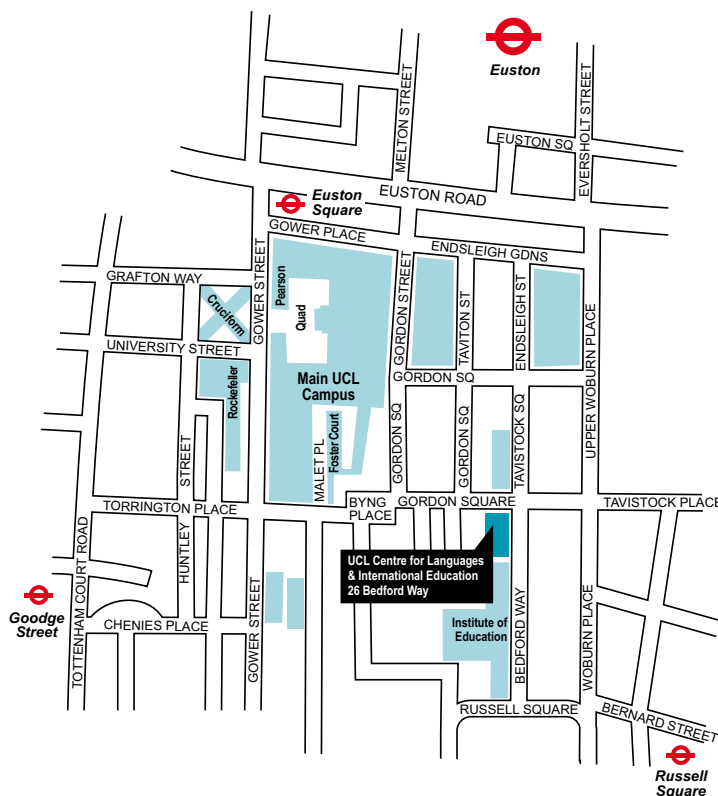 Euston
MELTON STREET
EVERSHOLT STREET
EUSTON SQ
EUSTON ROAD
Euston
Square
GOWER PLACE
ENDSLEIGH GDNS
GRAFTON WAY
GOWER STREET
Pearson
Quad
Cruciform
GORDON STREET
TAVITON ST
ENDSLEIGH ST
UPPER WOBURN PLACE
UNIVERSITY STREET
Rockefeller
Main UCL
Campus
GORDON SQ
GORDON SQ
GORDON SQ
TAVISTOCK SQ
MALET PL
Foster Court
HUNTLEY STREET
TORRINGTON PLACE
BYNG
PLACE
GORDON SQUARE
TAVISTOCK PLACE
UCL Centre for Languages
& International Education
26 Bedford Way
TOTTENHAM COURT ROAD
Goodge
Street
CHENIES PLACE
GOWER STREET
Institute of
Education
BEDFORD WAY
WOBURN PLACE
RUSSELL SQUARE
BERNARD STREET
Russell
Square